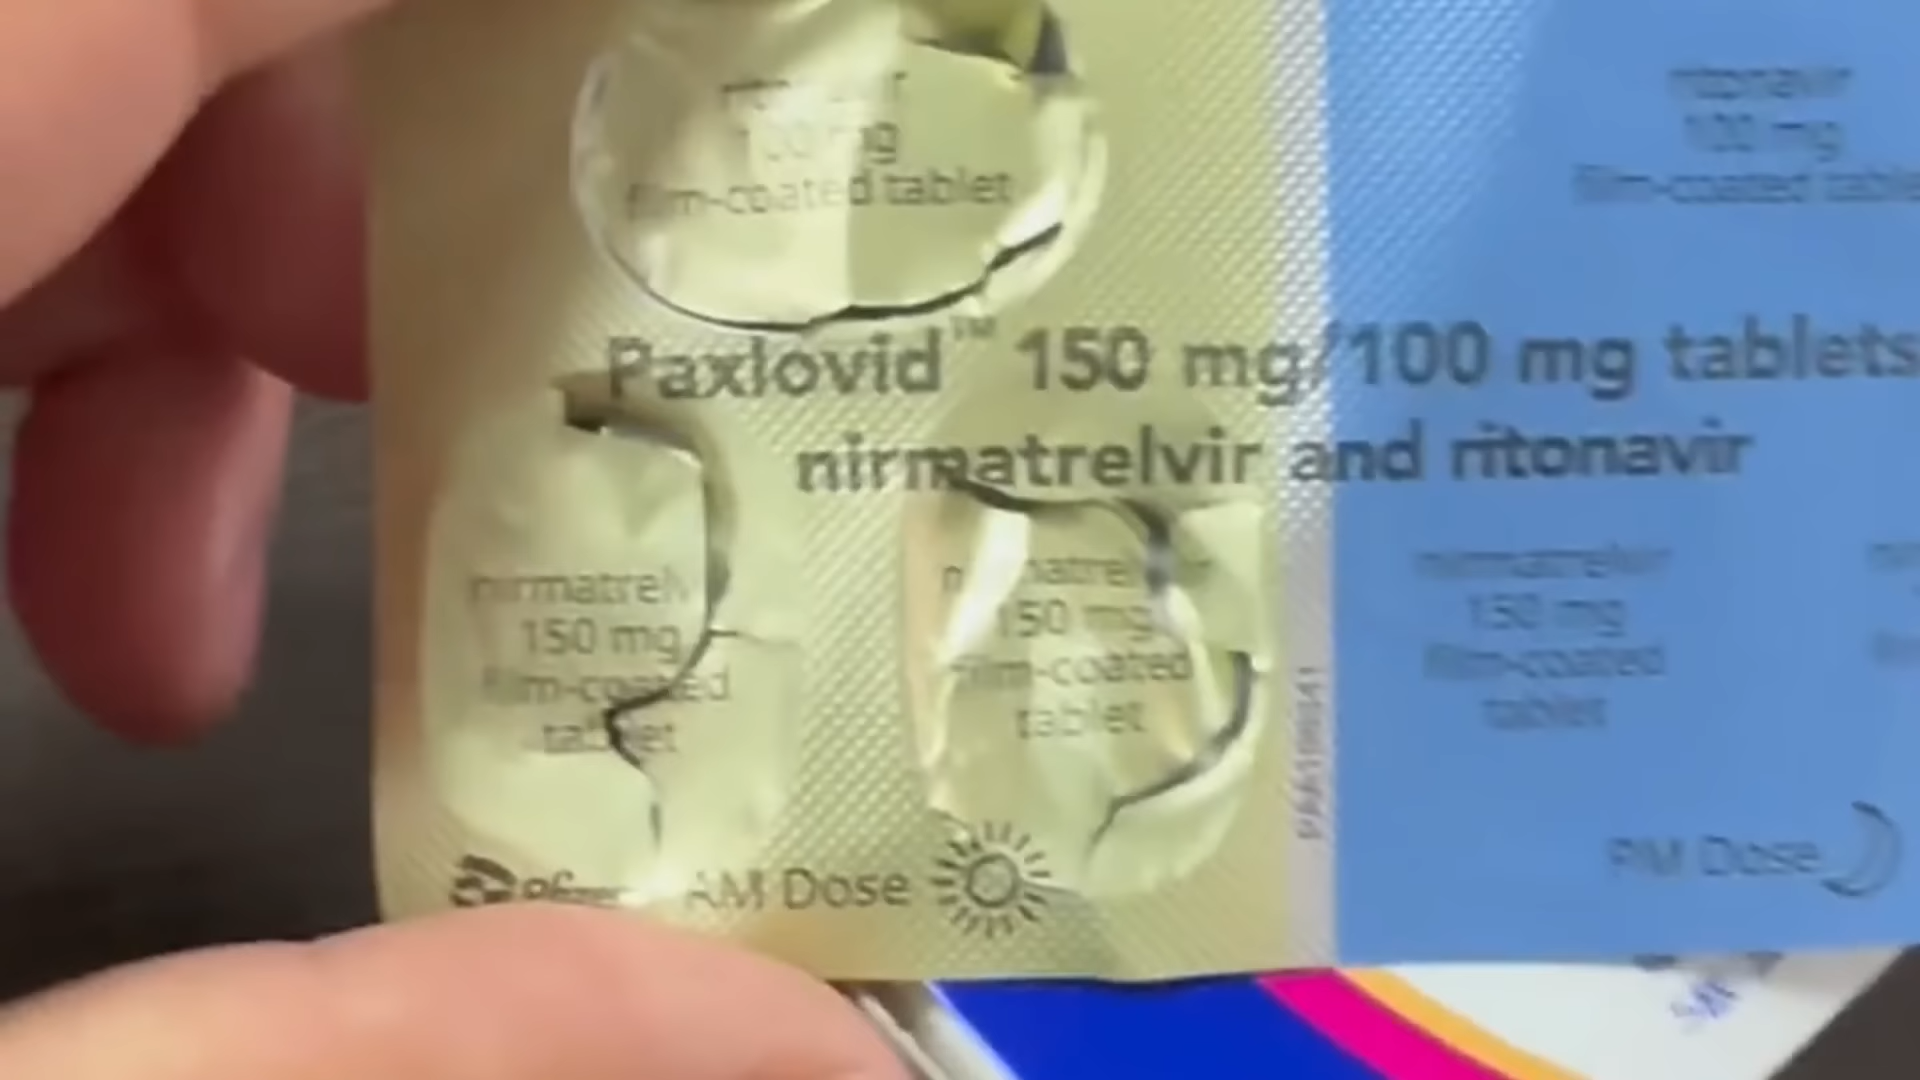 100 mg
film-coated tablet
ritonavir
100 mg
film-coated
Paxlovid™ 150 mg/100 mg tablets
nirmatrelvir and ritonavir
nirmatrelv
150 mg
film-coated
tablet
nirmatrelvir
150 mg
film-coated
tablet
nirmatrelvir
150 mg
film-coated
tablet
Pfizer
AM Dose
PM Dose